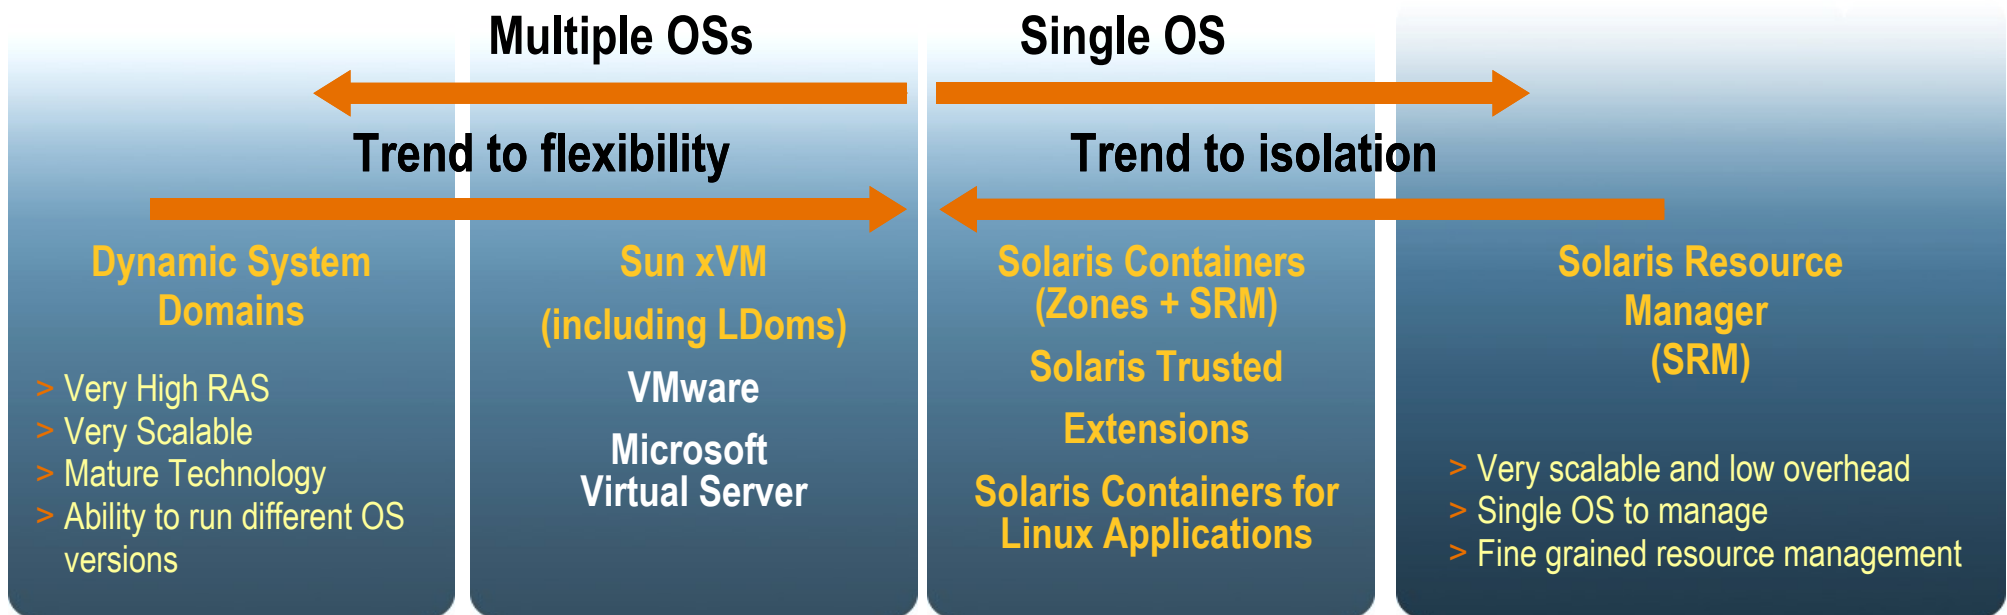 Multiple OSs
Single OS
Trend to flexibility
Trend to isolation
Dynamic System
Domains
> Very High RAS
> Very Scalable
> Mature Technology
> Ability to run different OS
versions
Sun xVM
(including LDoms)
VMware
Microsoft
Virtual Server
Solaris Containers
(Zones + SRM)
Solaris Trusted
Extensions
Solaris Containers for
Linux Applications
Solaris Resource
Manager
(SRM)
> Very scalable and low overhead
> Single OS to manage
> Fine grained resource management